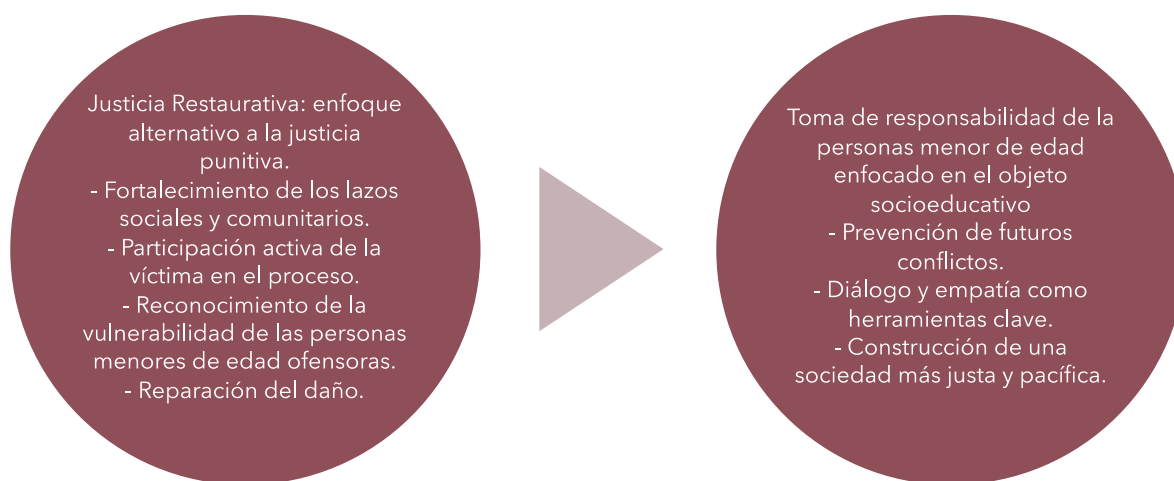 Justicia Restaurativa: enfoque
alternativo a la justicia
punitiva.
- Fortalecimiento de los lazos
sociales y comunitarios.
- Participación activa de la
víctima en el proceso.
- Reconocimiento de la
vulnerabilidad de las personas
menores de edad ofensoras.
- Reparación del daño.
Toma de responsabilidad de la
personas menor de edad
enfocado en el objeto
socioeducativo
- Prevención de futuros
conflictos.
- Diálogo y empatía como
herramientas clave.
- Construcción de una
sociedad más justa y pacífica.